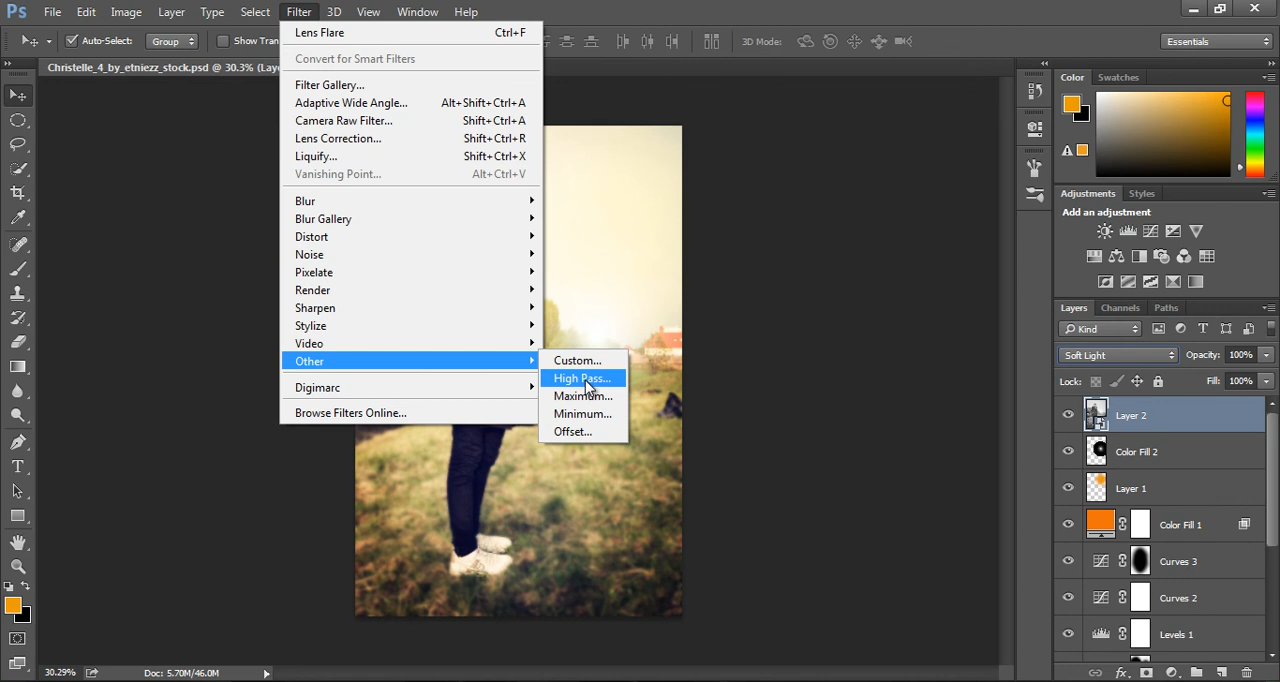 Ps File Edit Image Layer Type Select Filter 3D View Window Help
Auto-Select: Group Show Tran 3D Mode: Essentials
Christelle_4_by_etniezz_stock.psd @ 30.3% (Lay
Lens Flare Ctrl+F
Convert for Smart Filters
Filter Gallery...
Adaptive Wide Angle... Alt+Shift+Ctrl+A
Camera Raw Filter... Shift+Ctrl+A
Lens Correction... Shift+Ctrl+R
Liquify... Shift+Ctrl+X
Vanishing Point... Alt+Ctrl+V
Blur
Blur Gallery
Distort
Noise
Pixelate
Render
Sharpen
Stylize
Video
Other
Digimarc
Browse Filters Online...
Custom...
High Pass...
Maximum...
Minimum...
Offset...
Color Swatches
Adjustments Styles
Add an adjustment
Layers Channels Paths
Kind
Soft Light Opacity: 100%
Lock: Fill: 100%
Layer 2
Color Fill 2
Layer 1
Color Fill 1
Curves 3
Curves 2
Levels 1
fx
30.29% Doc: 5.70M/46.0M